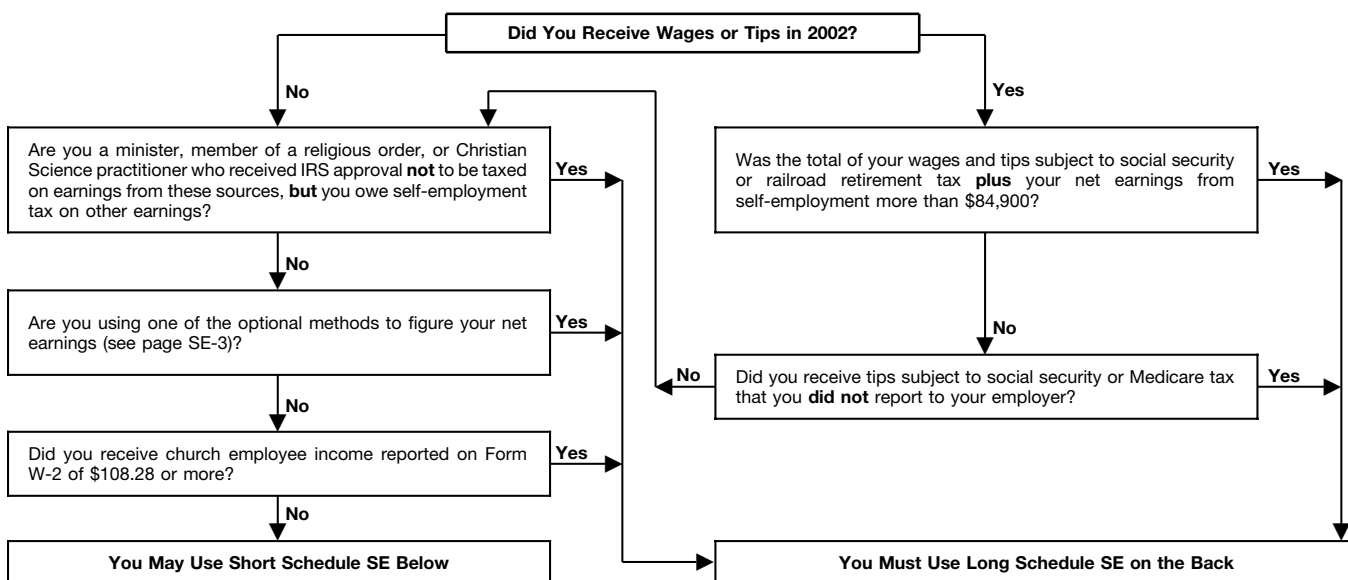 Did You Receive Wages or Tips in 2002?
No
Yes
Are you a minister, member of a religious order, or Christian
Science practitioner who received IRS approval not to be taxed
on earnings from these sources, but you owe self-employment
tax on other earnings?
Yes
Was the total of your wages and tips subject to social security
or railroad retirement tax plus your net earnings from
self-employment more than $84,900?
Yes
No
No
Are you using one of the optional methods to figure your net
earnings (see page SE-3)?
Yes
No
Did you receive tips subject to social security or Medicare tax
that you did not report to your employer?
Yes
No
Did you receive church employee income reported on Form
W-2 of $108.28 or more?
Yes
No
You May Use Short Schedule SE Below
You Must Use Long Schedule SE on the Back